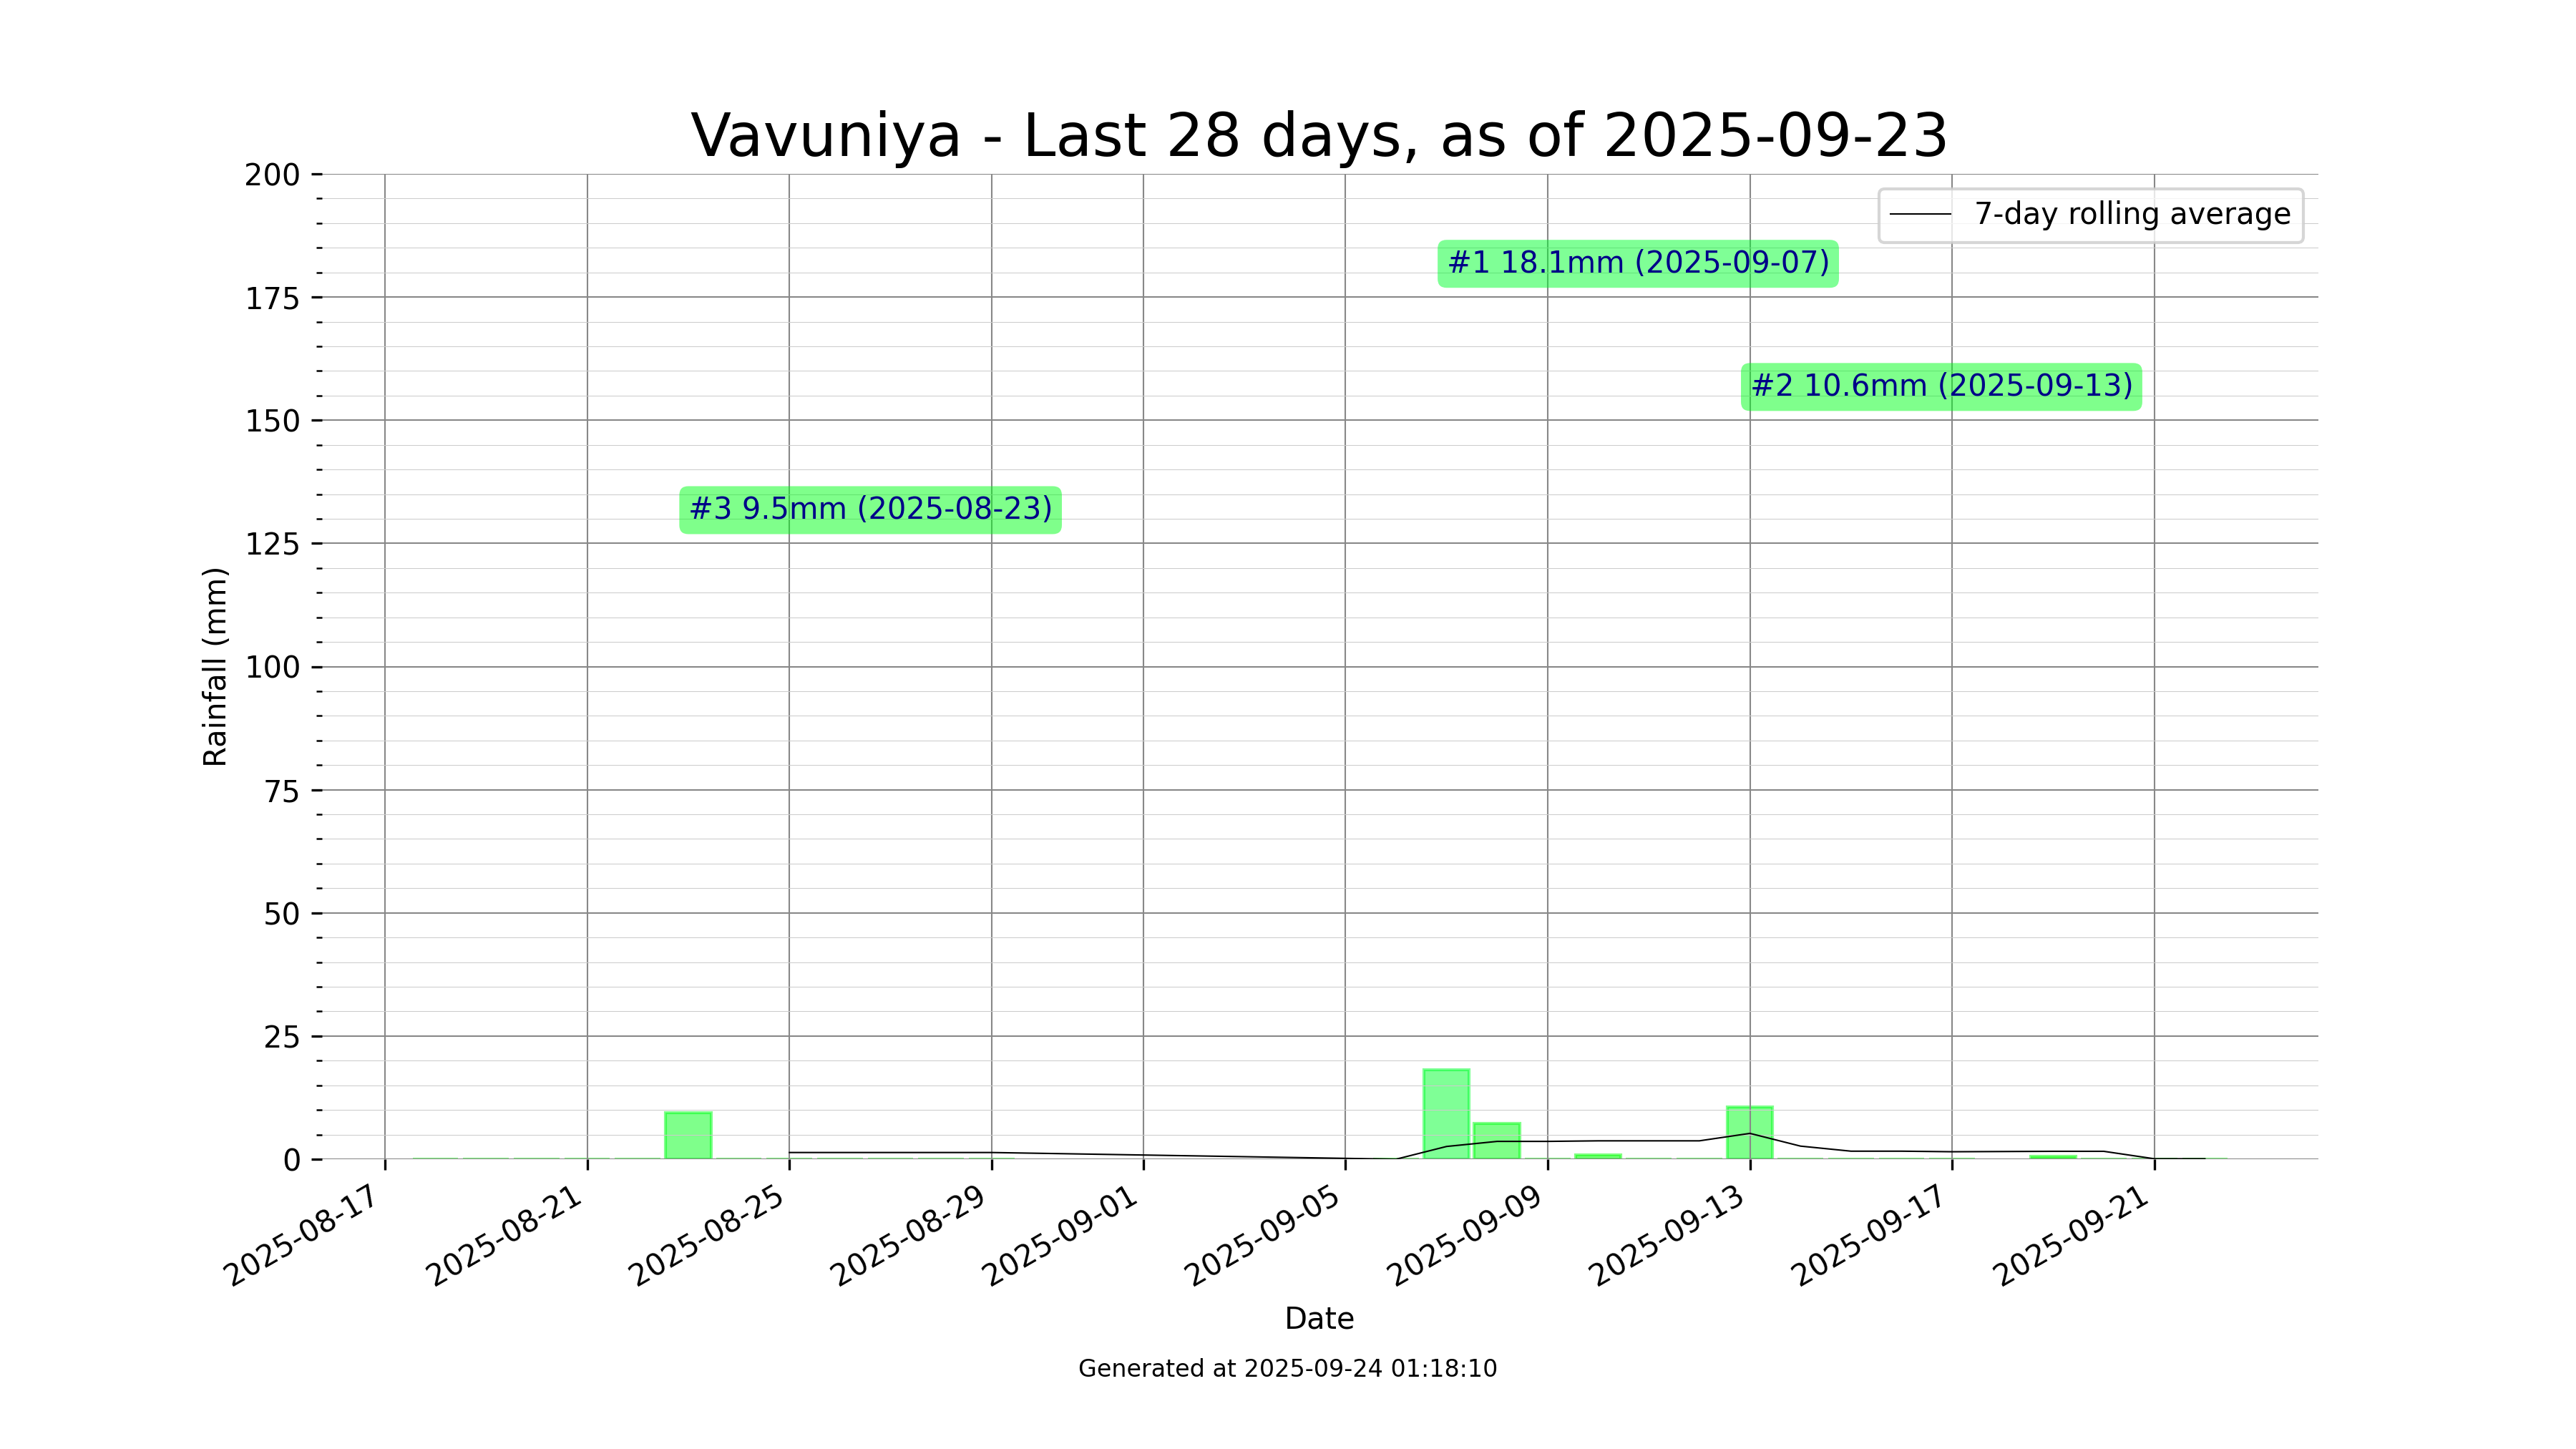 Vavuniya - Last 28 days, as of 2025-09-23
200
175
150
125
100
75
50
25
0
Rainfall (mm)
7-day rolling average
#1 18.1mm (2025-09-07)
#2 10.6mm (2025-09-13)
#3 9.5mm (2025-08-23)
2025-08-17
2025-08-21
2025-08-25
2025-08-29
2025-09-01
2025-09-05
2025-09-09
2025-09-13
2025-09-17
2025-09-21
Date
Generated at 2025-09-24 01:18:10